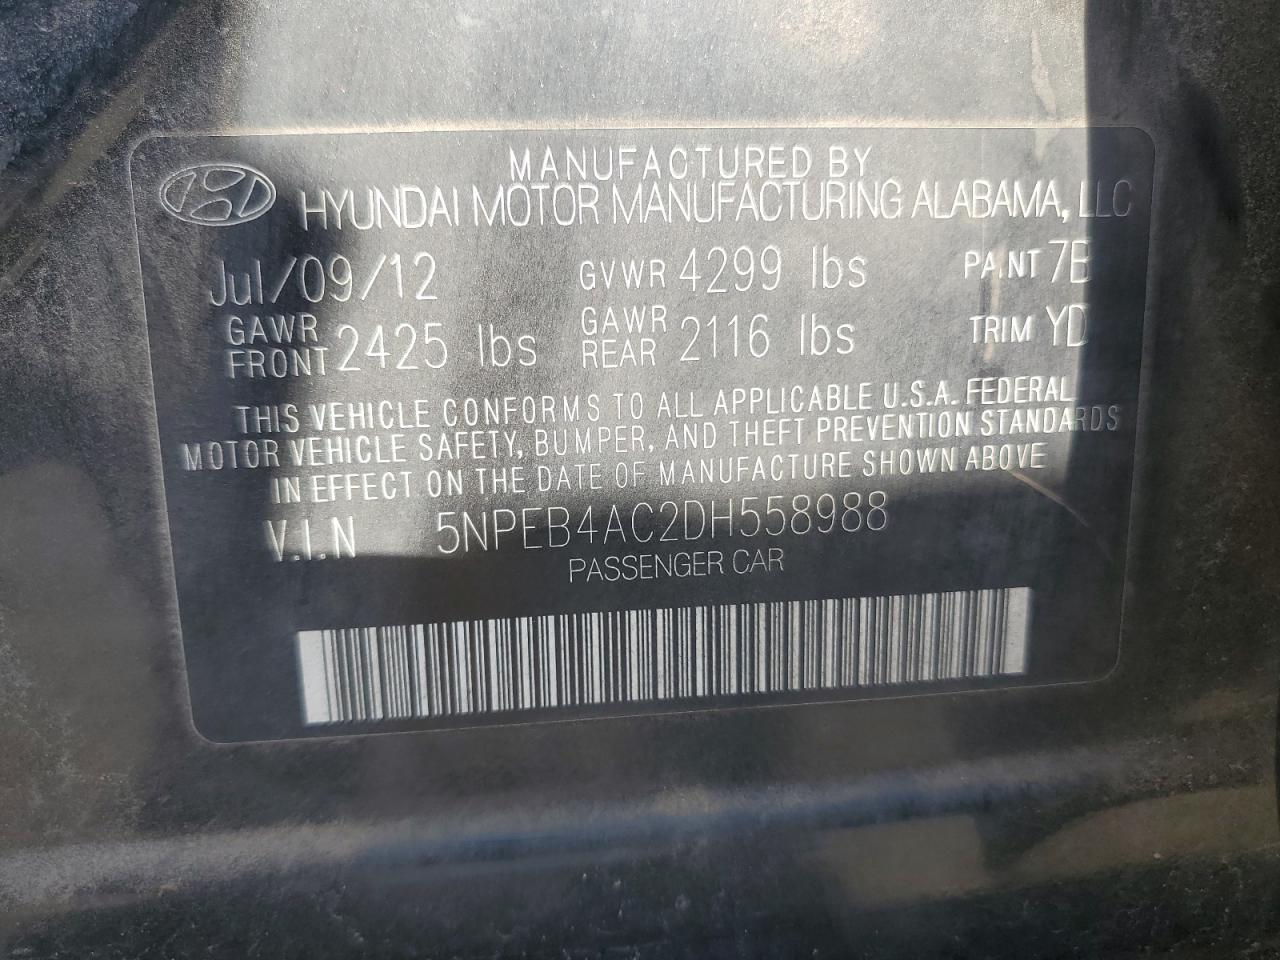 MANUFACTURED BY
HYUNDAI MOTOR MANUFACTURING ALABAMA, LLC
Jul/09/12 GVWR 4299 lbs PAINT 7B
GAWR FRONT 2425 lbs GAWR REAR 2116 lbs TRIM YD
THIS VEHICLE CONFORMS TO ALL APPLICABLE U.S.A. FEDERAL
MOTOR VEHICLE SAFETY, BUMPER, AND THEFT PREVENTION STANDARDS
IN EFFECT ON THE DATE OF MANUFACTURE SHOWN ABOVE
V.I.N 5NPEB4AC2DH558988
PASSENGER CAR